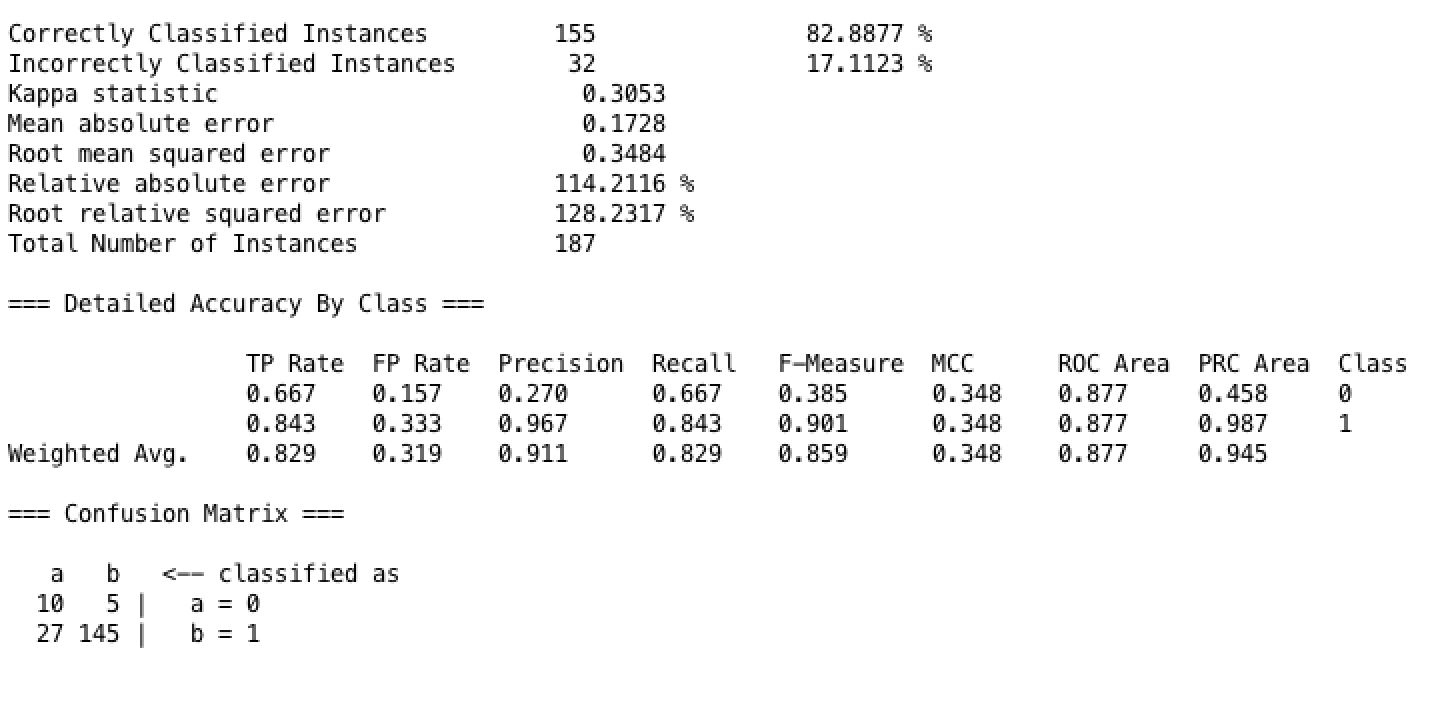 Correctly Classified Instances         155               82.8877 %
Incorrectly Classified Instances        32               17.1123 %
Kappa statistic                          0.3053
Mean absolute error                      0.1728
Root mean squared error                  0.3484
Relative absolute error                114.2116 %
Root relative squared error            128.2317 %
Total Number of Instances              187
=== Detailed Accuracy By Class ===
                 TP Rate  FP Rate  Precision  Recall   F-Measure  MCC      ROC Area  PRC Area  Class
                 0.667    0.157    0.270      0.667    0.385      0.348    0.877     0.458     0
                 0.843    0.333    0.967      0.843    0.901      0.348    0.877     0.987     1
Weighted Avg.    0.829    0.319    0.911      0.829    0.859      0.348    0.877     0.945
=== Confusion Matrix ===
   a   b   <-- classified as
  10   5 |   a = 0
  27 145 |   b = 1